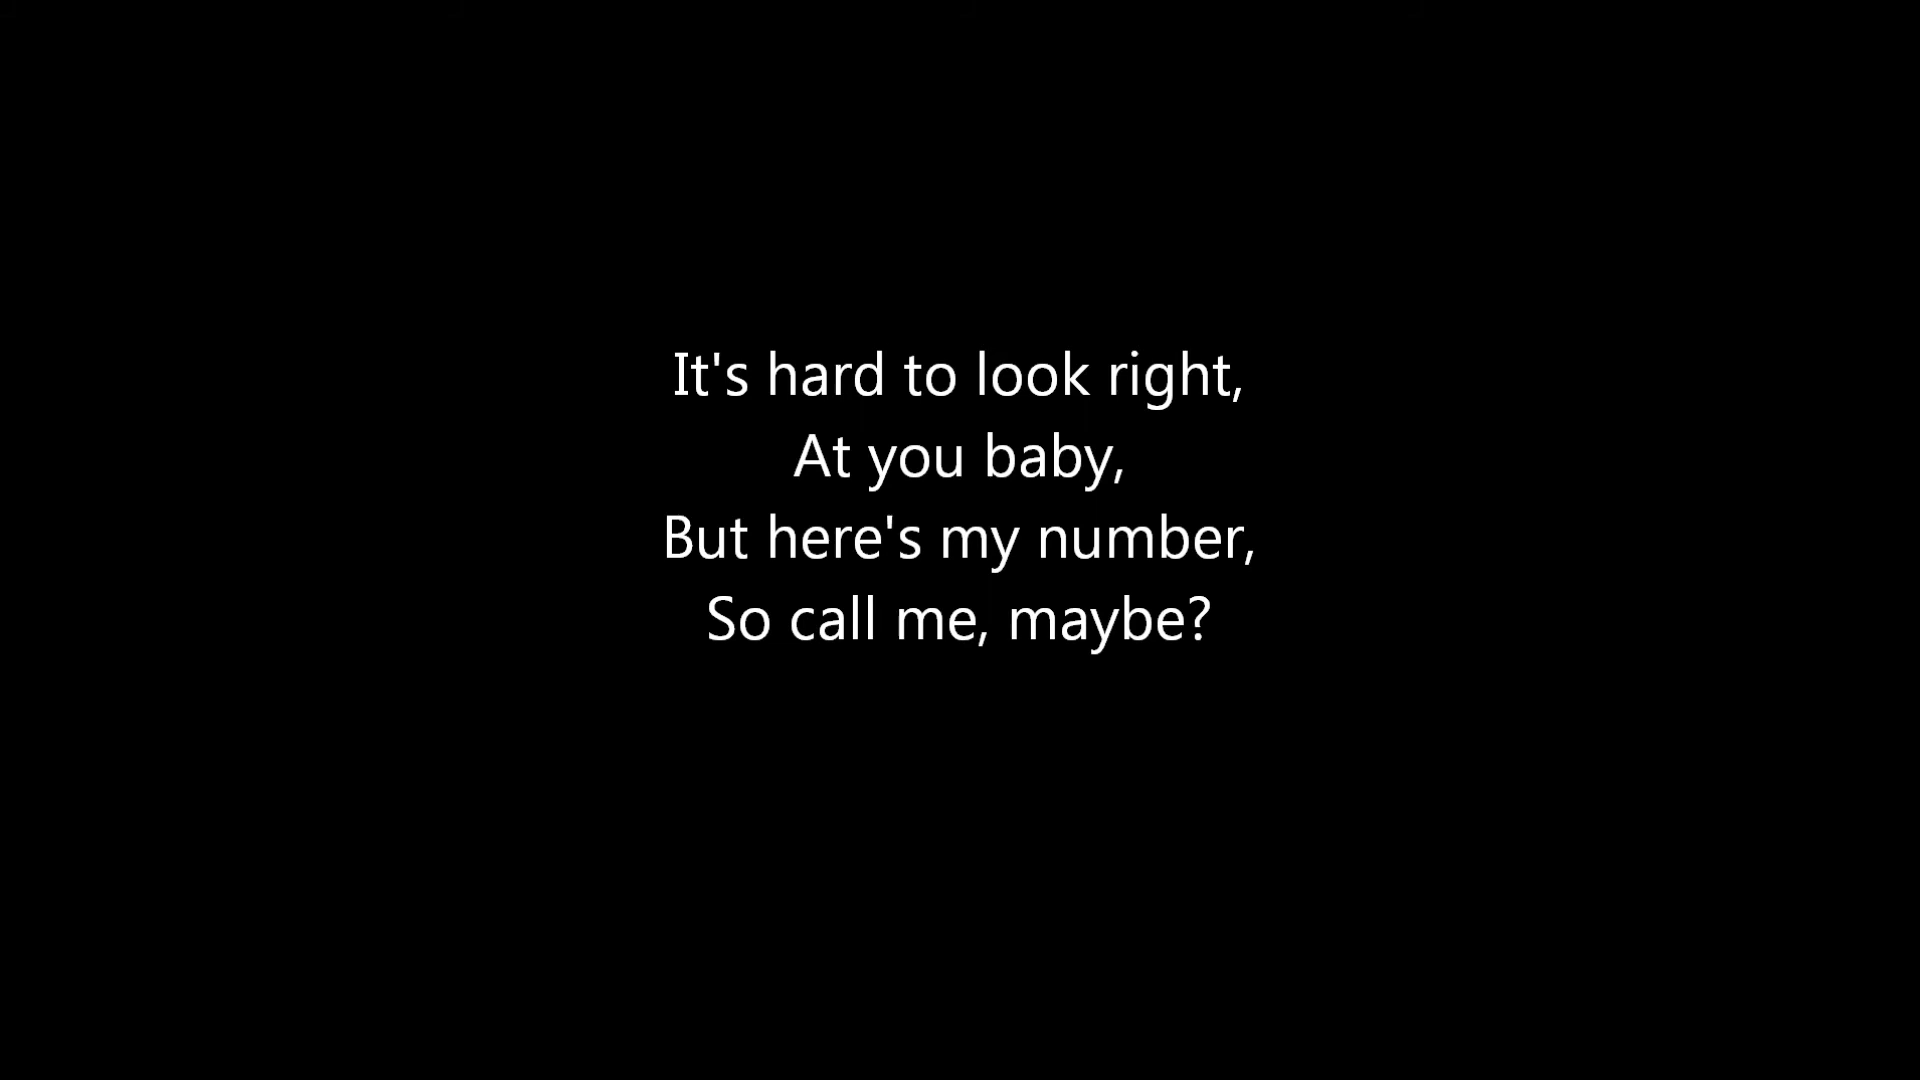 It's hard to look right,
At you baby,
But here's my number,
So call me, maybe?